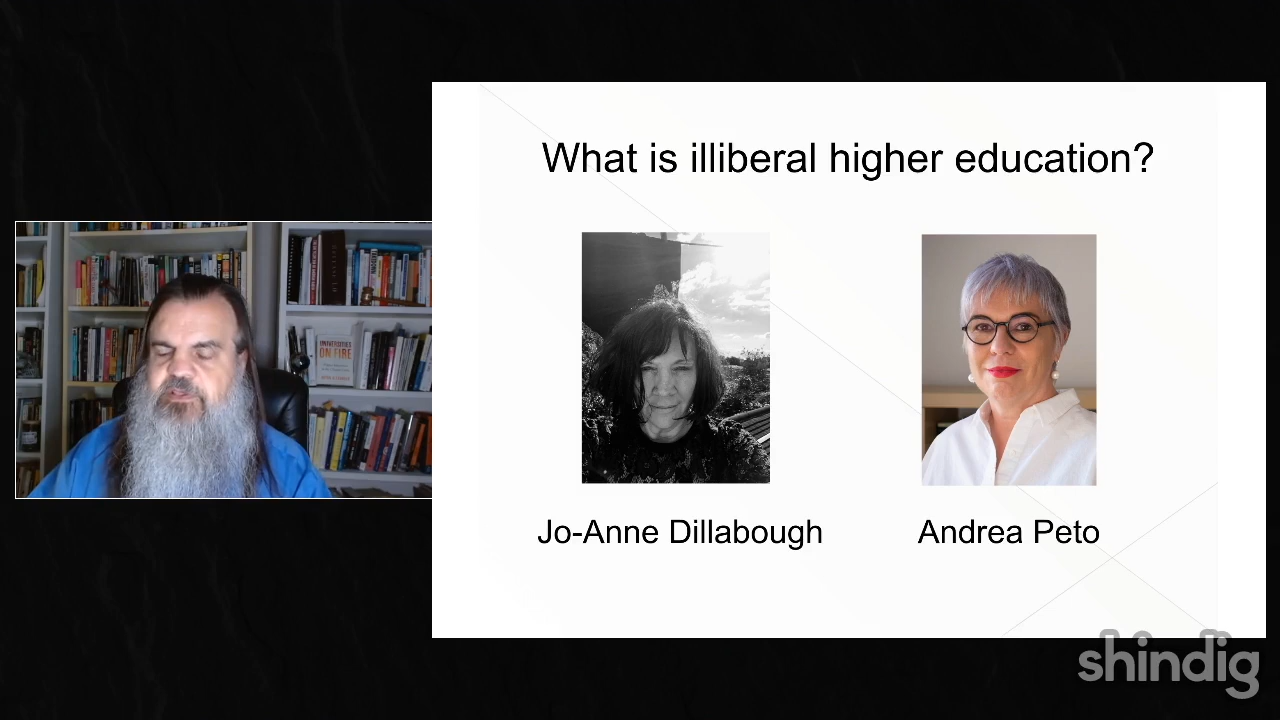 What is illiberal higher education?
Jo-Anne Dillabough
Andrea Peto
UNIVERSITIES
ON FIRE
shindig